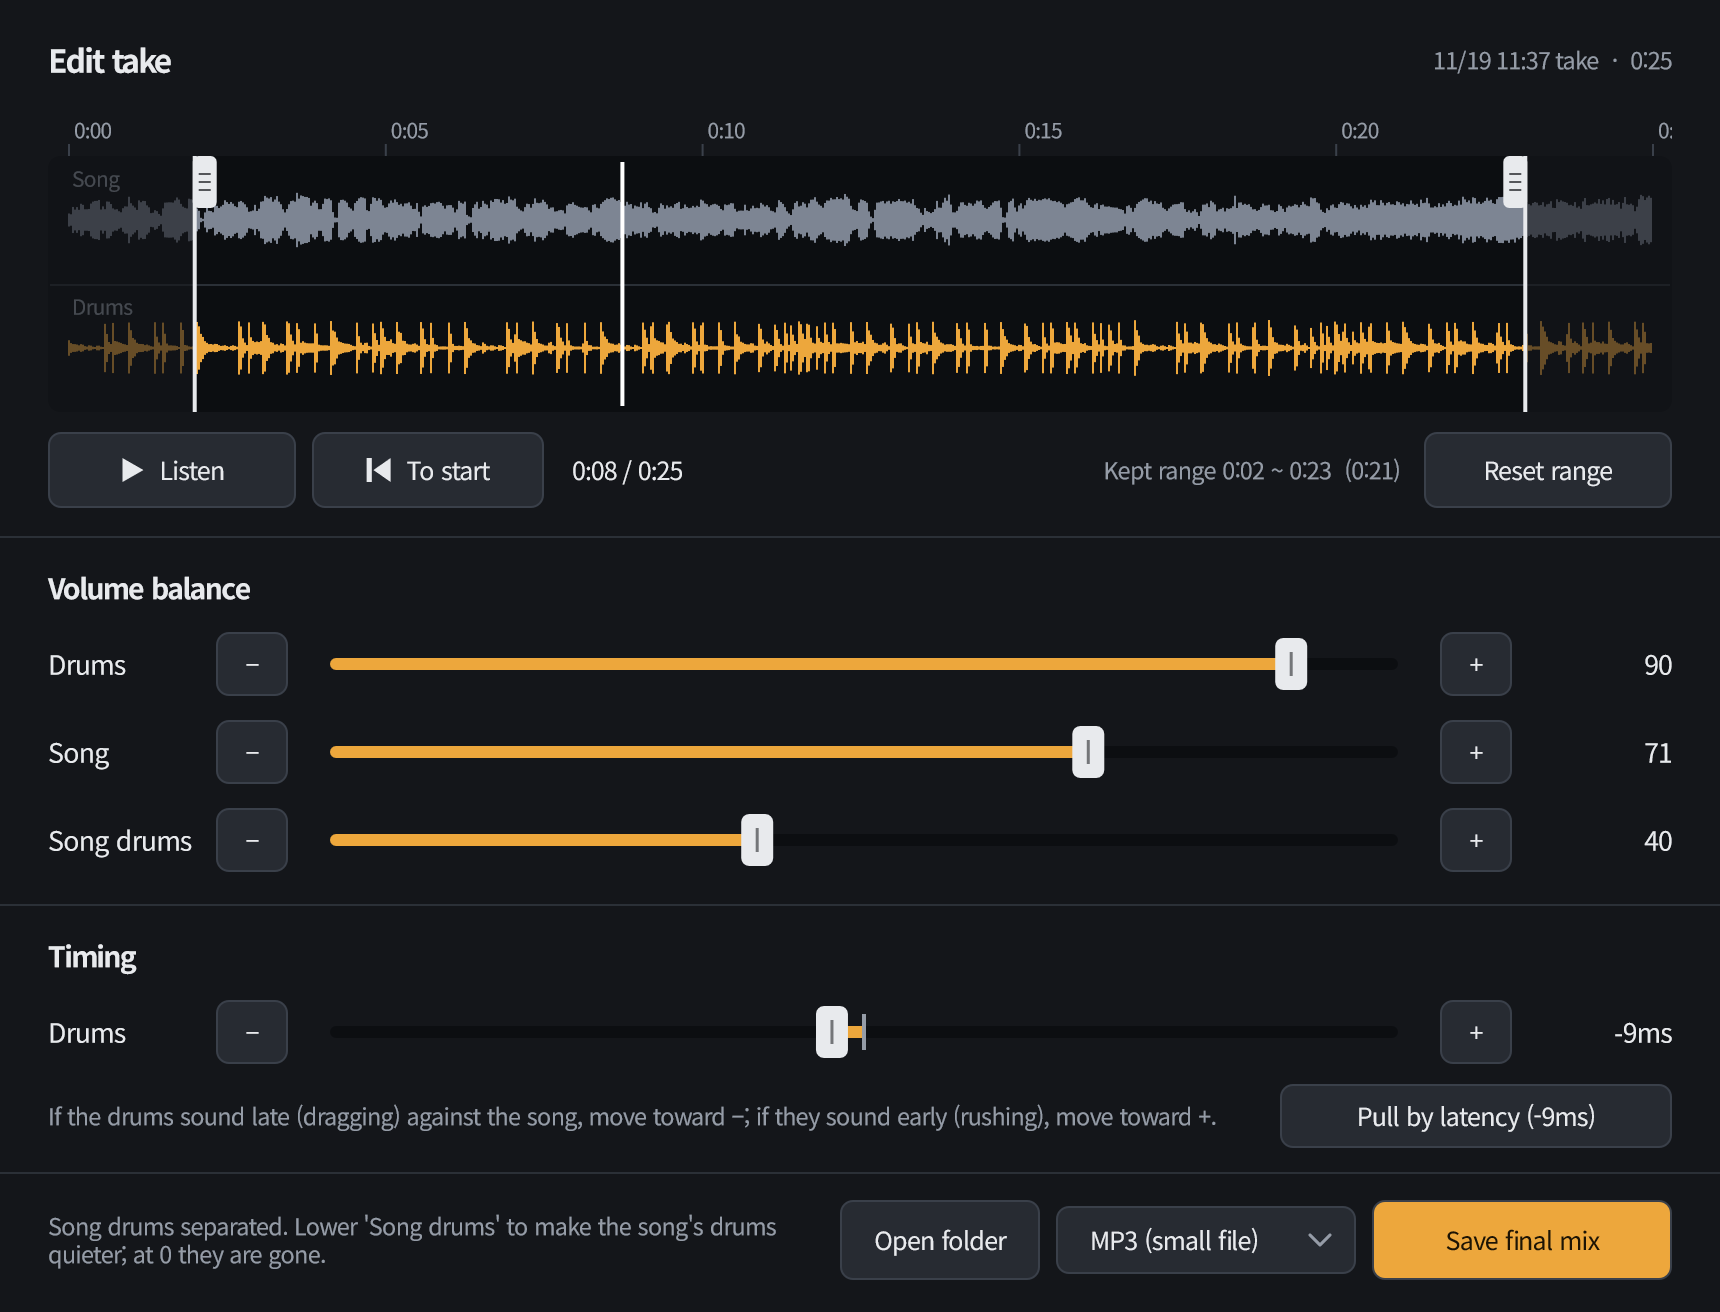 Edit take
11/19 11:37 take · 0:25
0:00 0:05 0:10 0:15 0:20 0:
Song
Drums
Listen To start 0:08 / 0:25 Kept range 0:02 ~ 0:23 (0:21) Reset range
Volume balance
Drums − + 90
Song − + 71
Song drums − + 40
Timing
Drums − + -9ms
If the drums sound late (dragging) against the song, move toward −; if they sound early (rushing), move toward +.
Pull by latency (-9ms)
Song drums separated. Lower 'Song drums' to make the song's drums
quieter; at 0 they are gone.
Open folder MP3 (small file) Save final mix